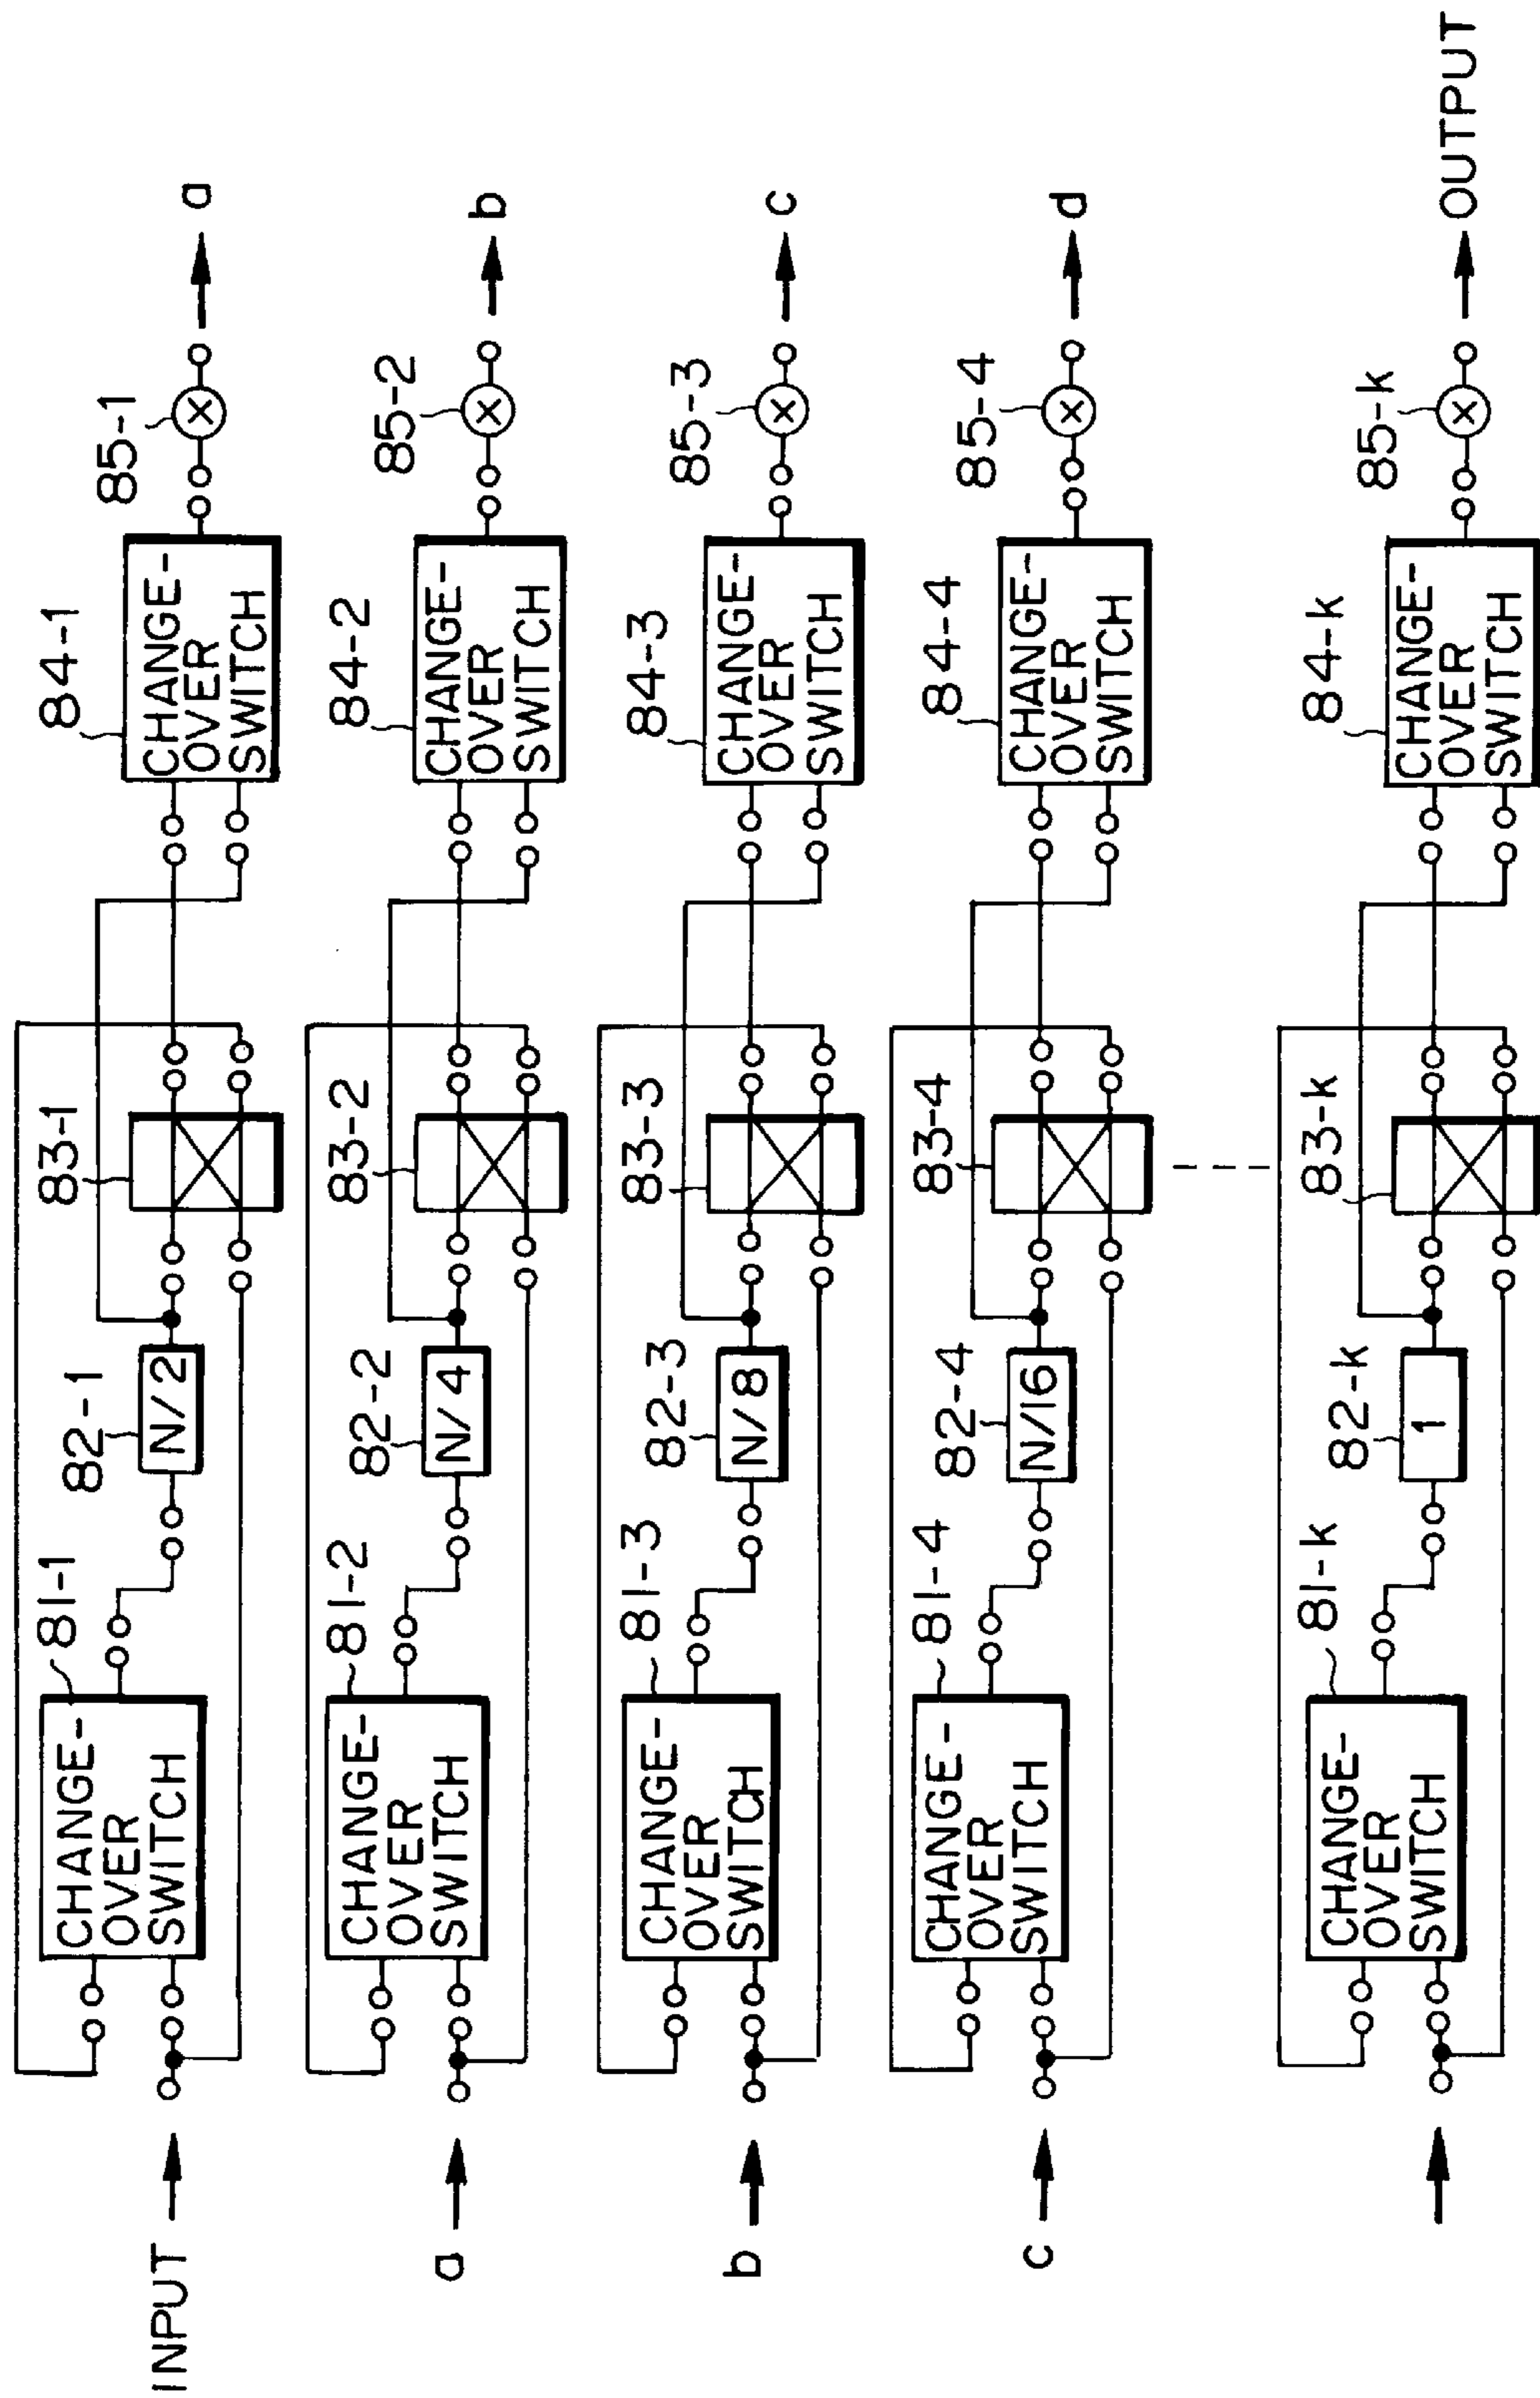 INPUT
81-1
CHANGE-
OVER
SWITCH
82-1
N/2
83-1
84-1
CHANGE-
OVER
SWITCH
85-1
a
a
81-2
CHANGE-
OVER
SWITCH
82-2
N/4
83-2
84-2
CHANGE-
OVER
SWITCH
85-2
b
b
81-3
CHANGE-
OVER
SWITCH
82-3
N/8
83-3
84-3
CHANGE-
OVER
SWITCH
85-3
c
c
81-4
CHANGE-
OVER
SWITCH
82-4
N/16
83-4
84-4
CHANGE-
OVER
SWITCH
85-4
d
81-k
CHANGE-
OVER
SWITCH
82-k
1
83-k
84-k
CHANGE-
OVER
SWITCH
85-k
OUTPUT